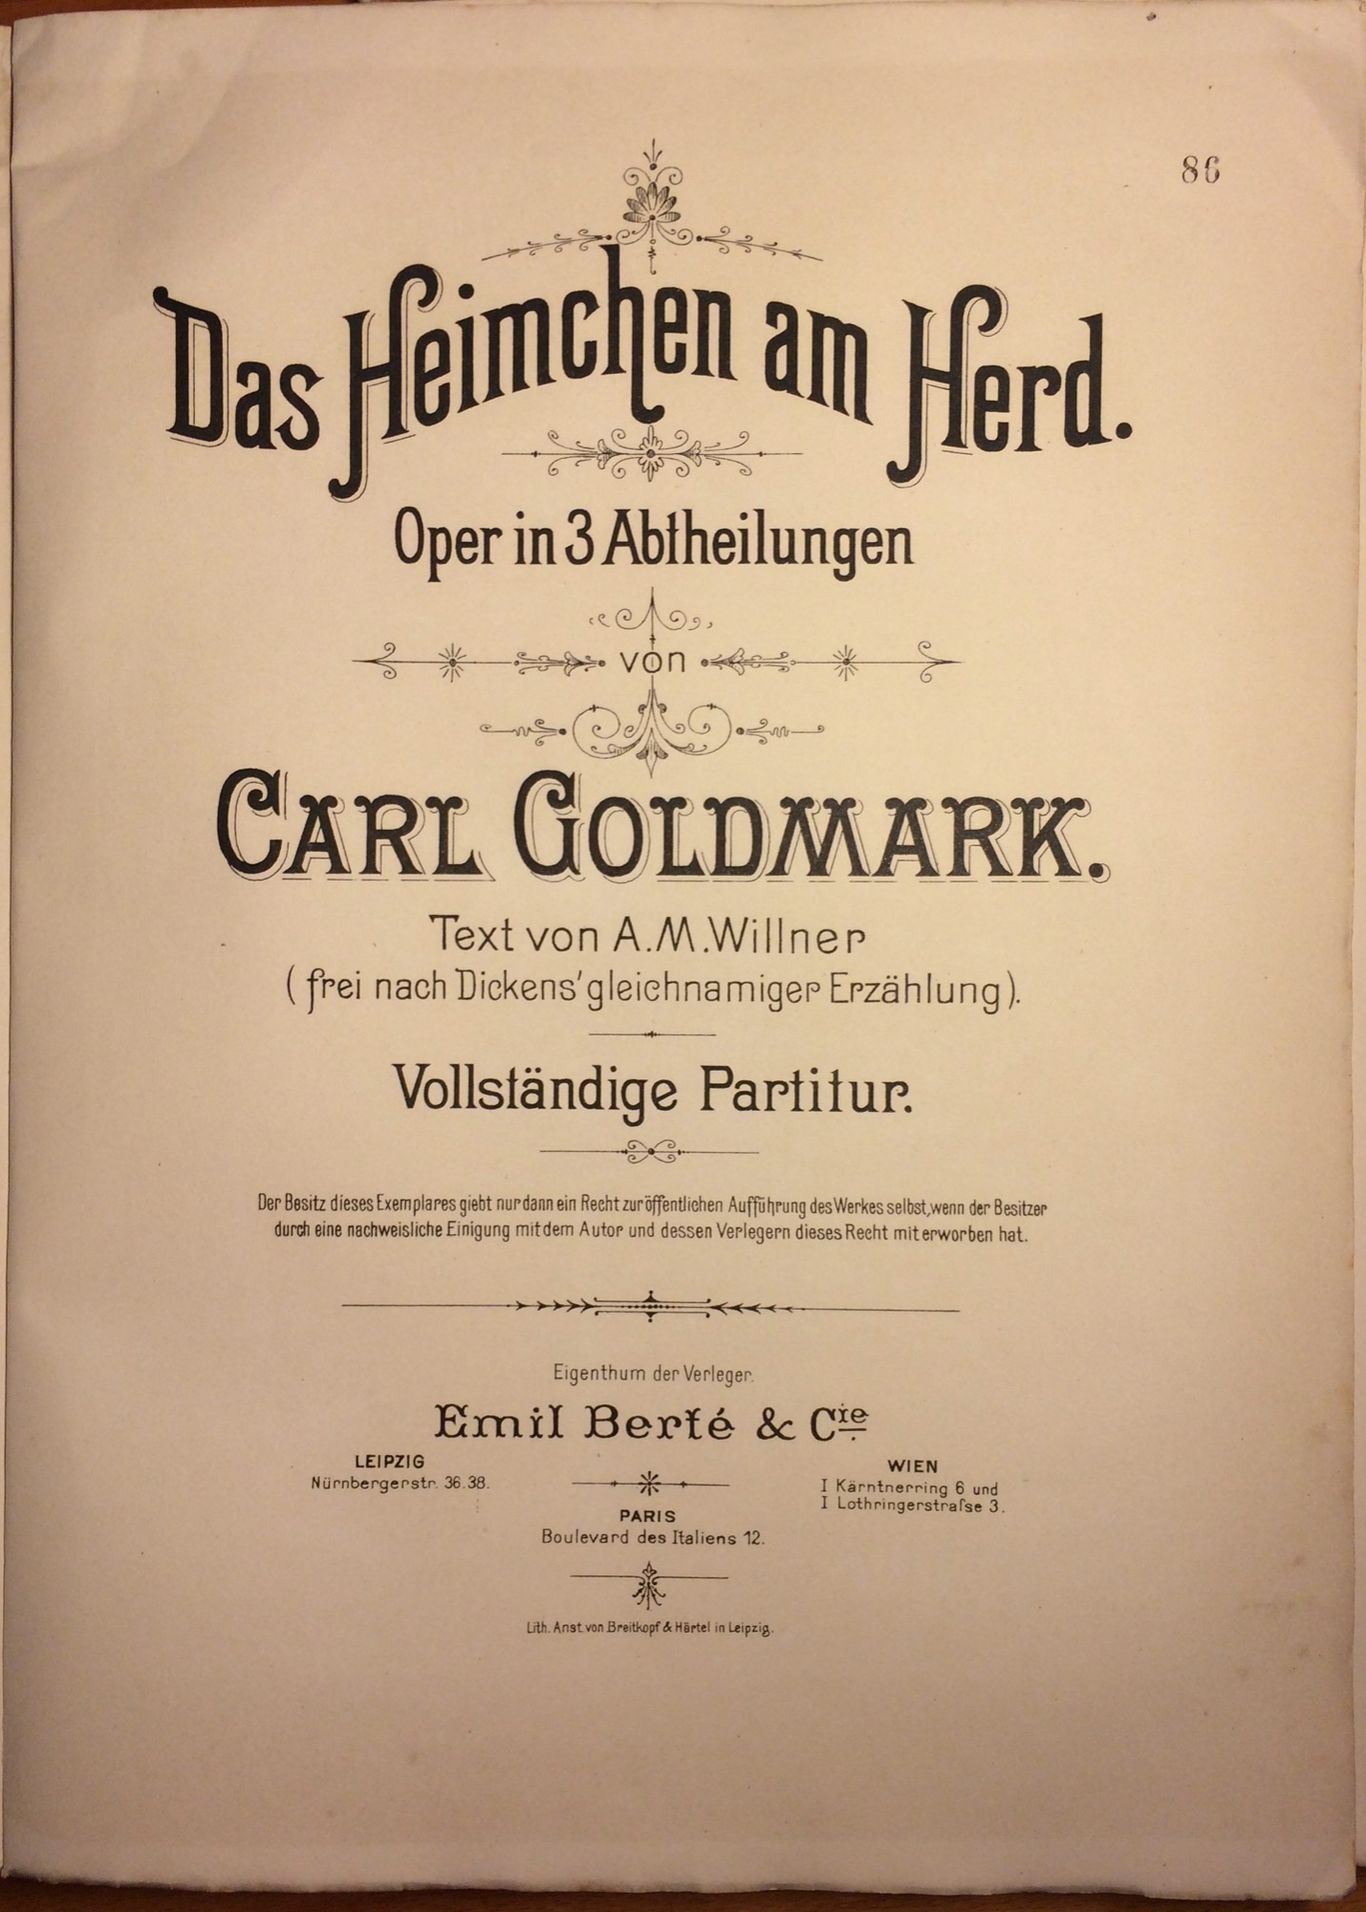 86
Das Heimchen am Herd.
Oper in 3 Abtheilungen
von
CARL GOLDMARK.
Text von A.M.Willner
(frei nach Dickens' gleichnamiger Erzählung).
Vollständige Partitur.
Der Besitz dieses Exemplares giebt nur dann ein Recht zur öffentlichen Aufführung des Werkes selbst, wenn der Besitzer
durch eine nachweisliche Einigung mit dem Autor und dessen Verlegern dieses Recht miterworben hat.
Eigenthum der Verleger.
Emil Berté & Cie
LEIPZIG
Nürnbergerstr. 36.38.
WIEN
I Kärntnerring 6 und
I Lothringerstraſse 3.
PARIS
Boulevard des Italiens 12.
Lith. Anst. von Breitkopf & Härtel in Leipzig.